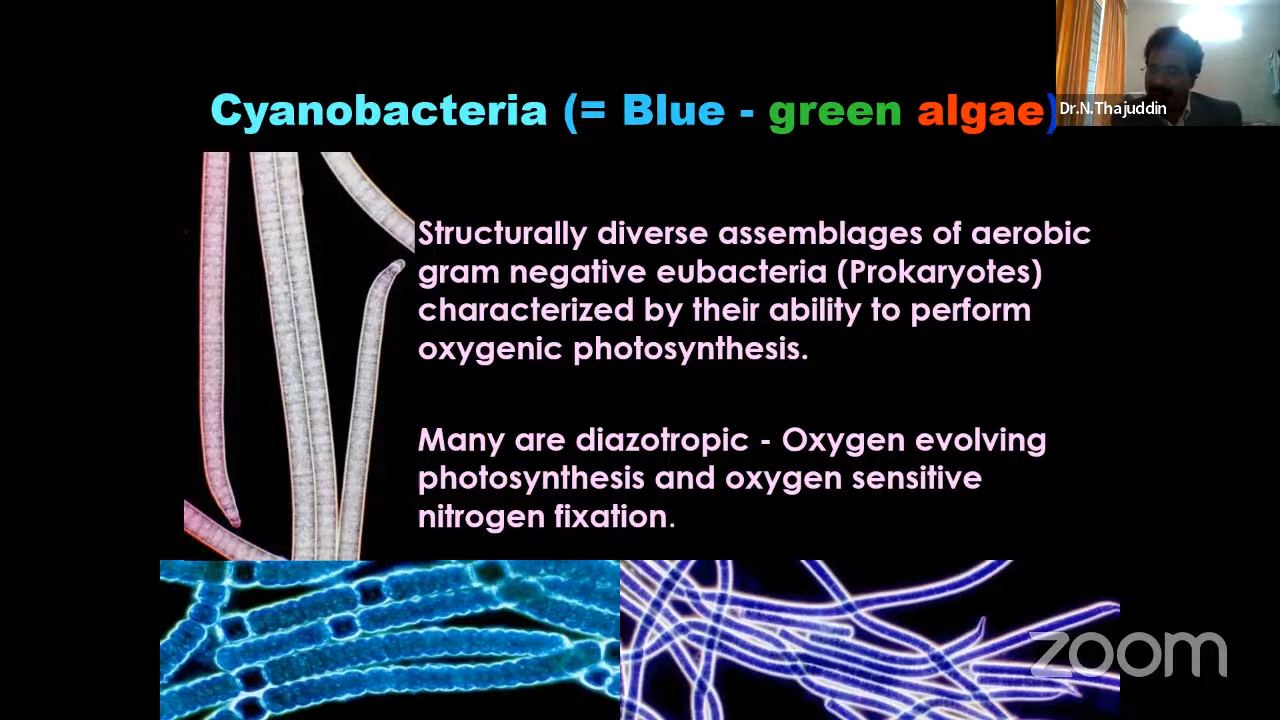 Cyanobacteria (= Blue - green algae)
Dr.N.Thajuddin
Structurally diverse assemblages of aerobic
gram negative eubacteria (Prokaryotes)
characterized by their ability to perform
oxygenic photosynthesis.
Many are diazotropic - Oxygen evolving
photosynthesis and oxygen sensitive
nitrogen fixation.
zoom